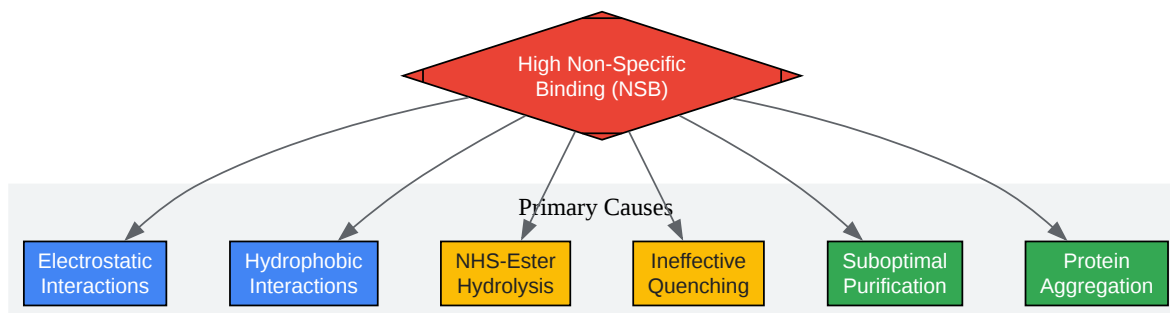 High Non-Specific
Binding (NSB)
Primary Causes
Electrostatic
Interactions
Hydrophobic
Interactions
NHS-Ester
Hydrolysis
Ineffective
Quenching
Suboptimal
Purification
Protein
Aggregation